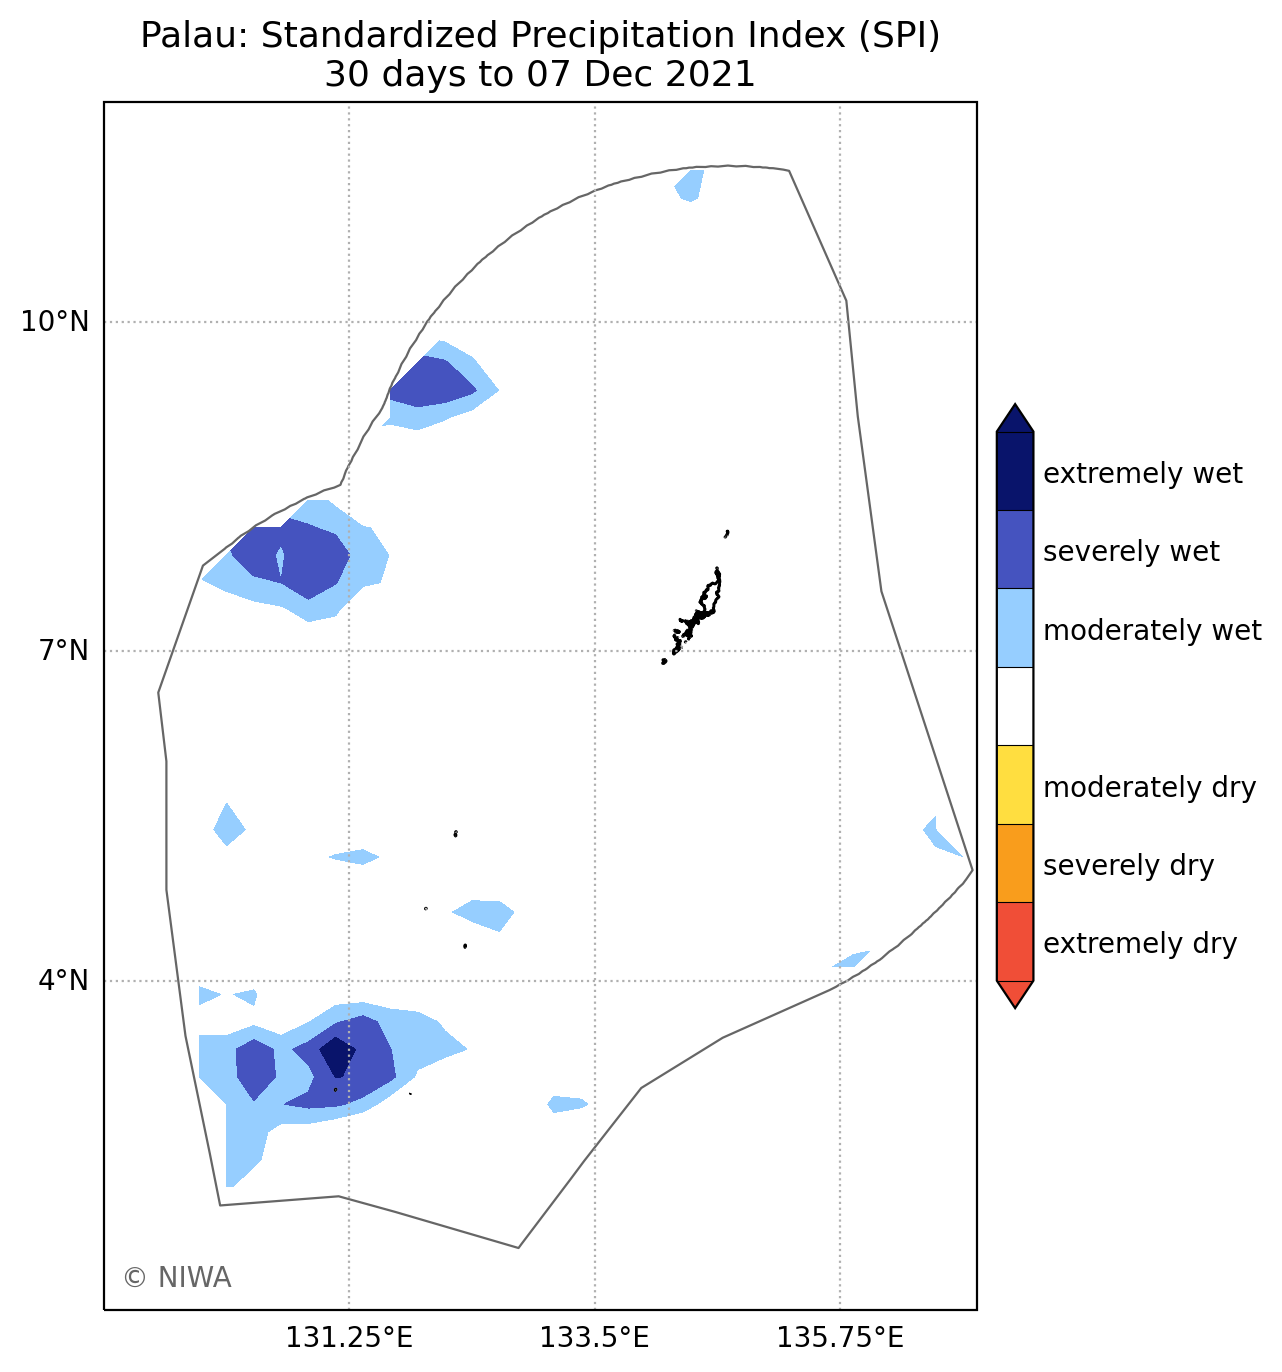 Palau: Standardized Precipitation Index (SPI)
30 days to 07 Dec 2021
10°N
7°N
4°N
131.25°E
133.5°E
135.75°E
extremely wet
severely wet
moderately wet
moderately dry
severely dry
extremely dry
© NIWA